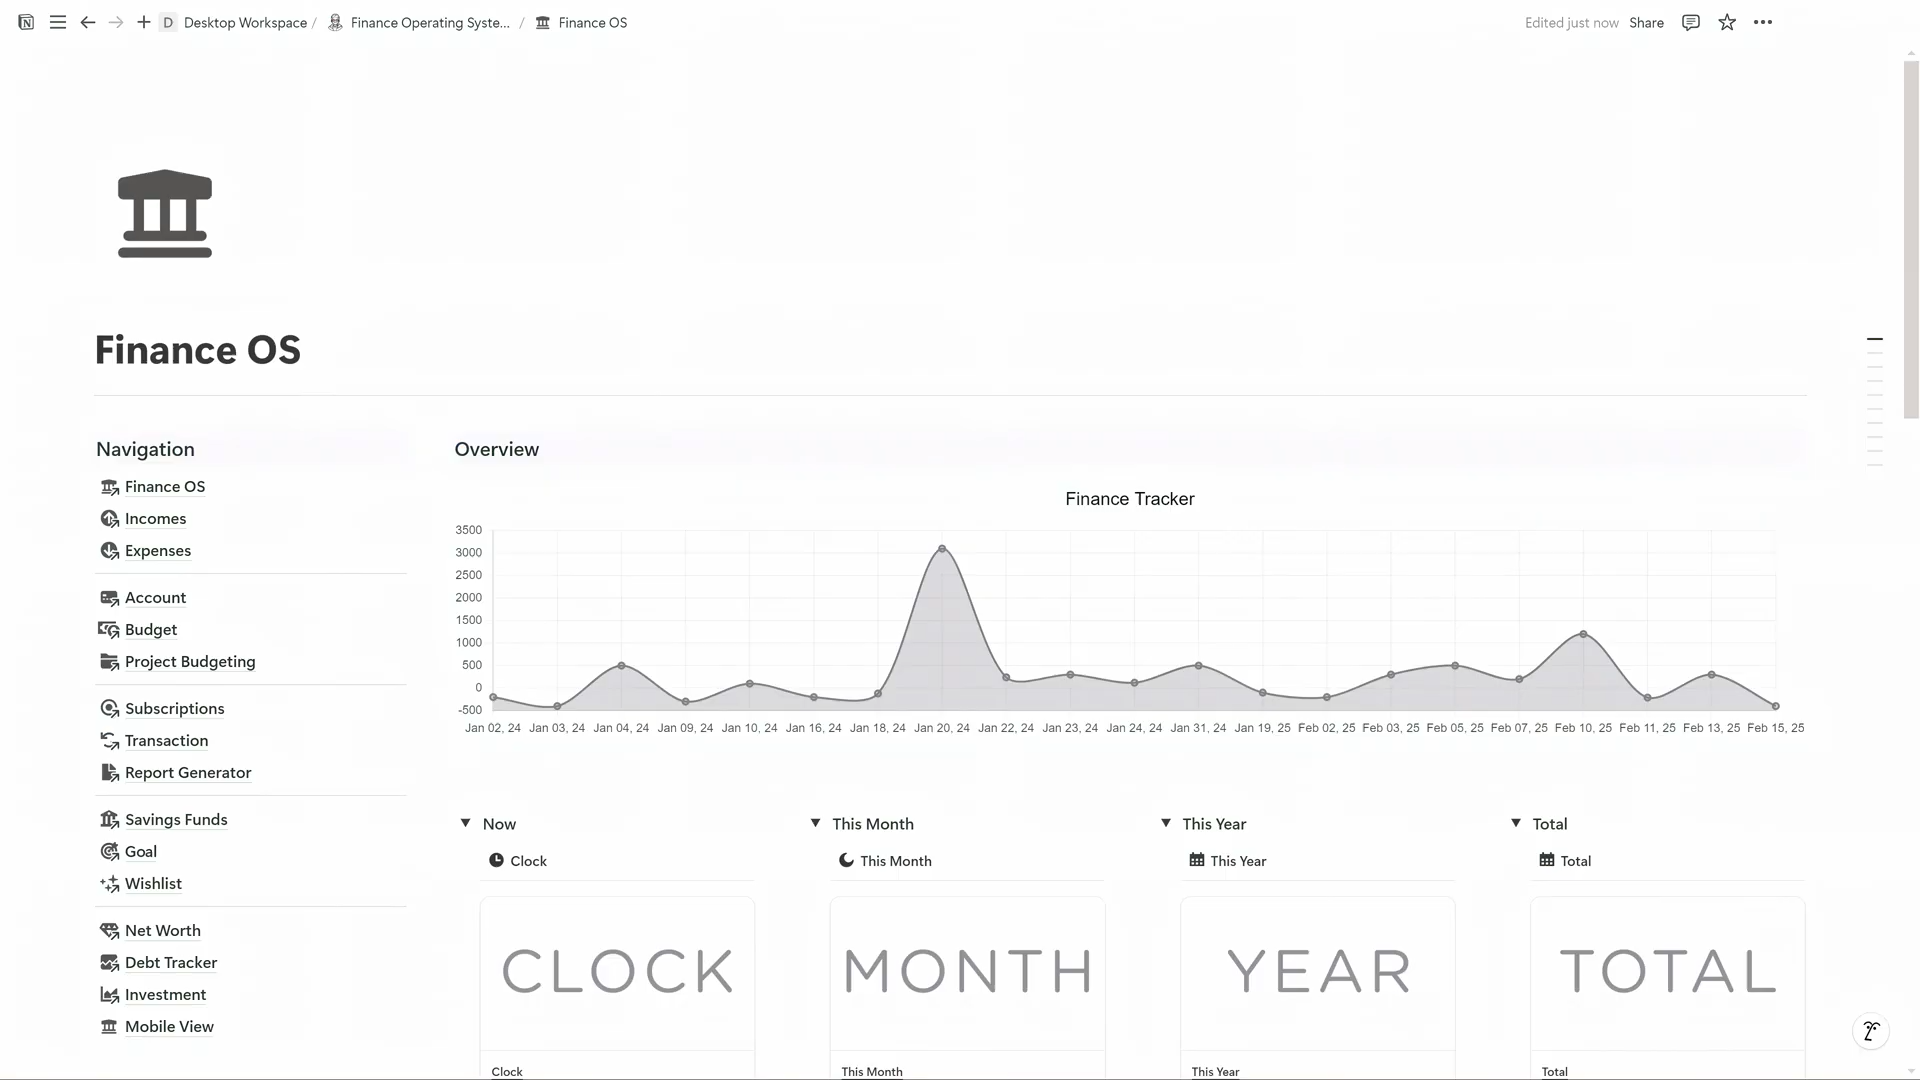 D Desktop Workspace / Finance Operating Syste... / Finance OS
Edited just now Share
Finance OS
Navigation
Finance OS
Incomes
Expenses
Account
Budget
Project Budgeting
Subscriptions
Transaction
Report Generator
Savings Funds
Goal
Wishlist
Net Worth
Debt Tracker
Investment
Mobile View
Overview
Finance Tracker
3500
3000
2500
2000
1500
1000
500
0
-500
Jan 02, 24 Jan 03, 24 Jan 04, 24 Jan 09, 24 Jan 10, 24 Jan 16, 24 Jan 18, 24 Jan 20, 24 Jan 22, 24 Jan 23, 24 Jan 24, 24 Jan 31, 24 Jan 19, 25 Feb 02, 25 Feb 03, 25 Feb 05, 25 Feb 07, 25 Feb 10, 25 Feb 11, 25 Feb 13, 25 Feb 15, 25
Now
Clock
CLOCK
Clock
This Month
This Month
MONTH
This Month
This Year
This Year
YEAR
This Year
Total
Total
TOTAL
Total